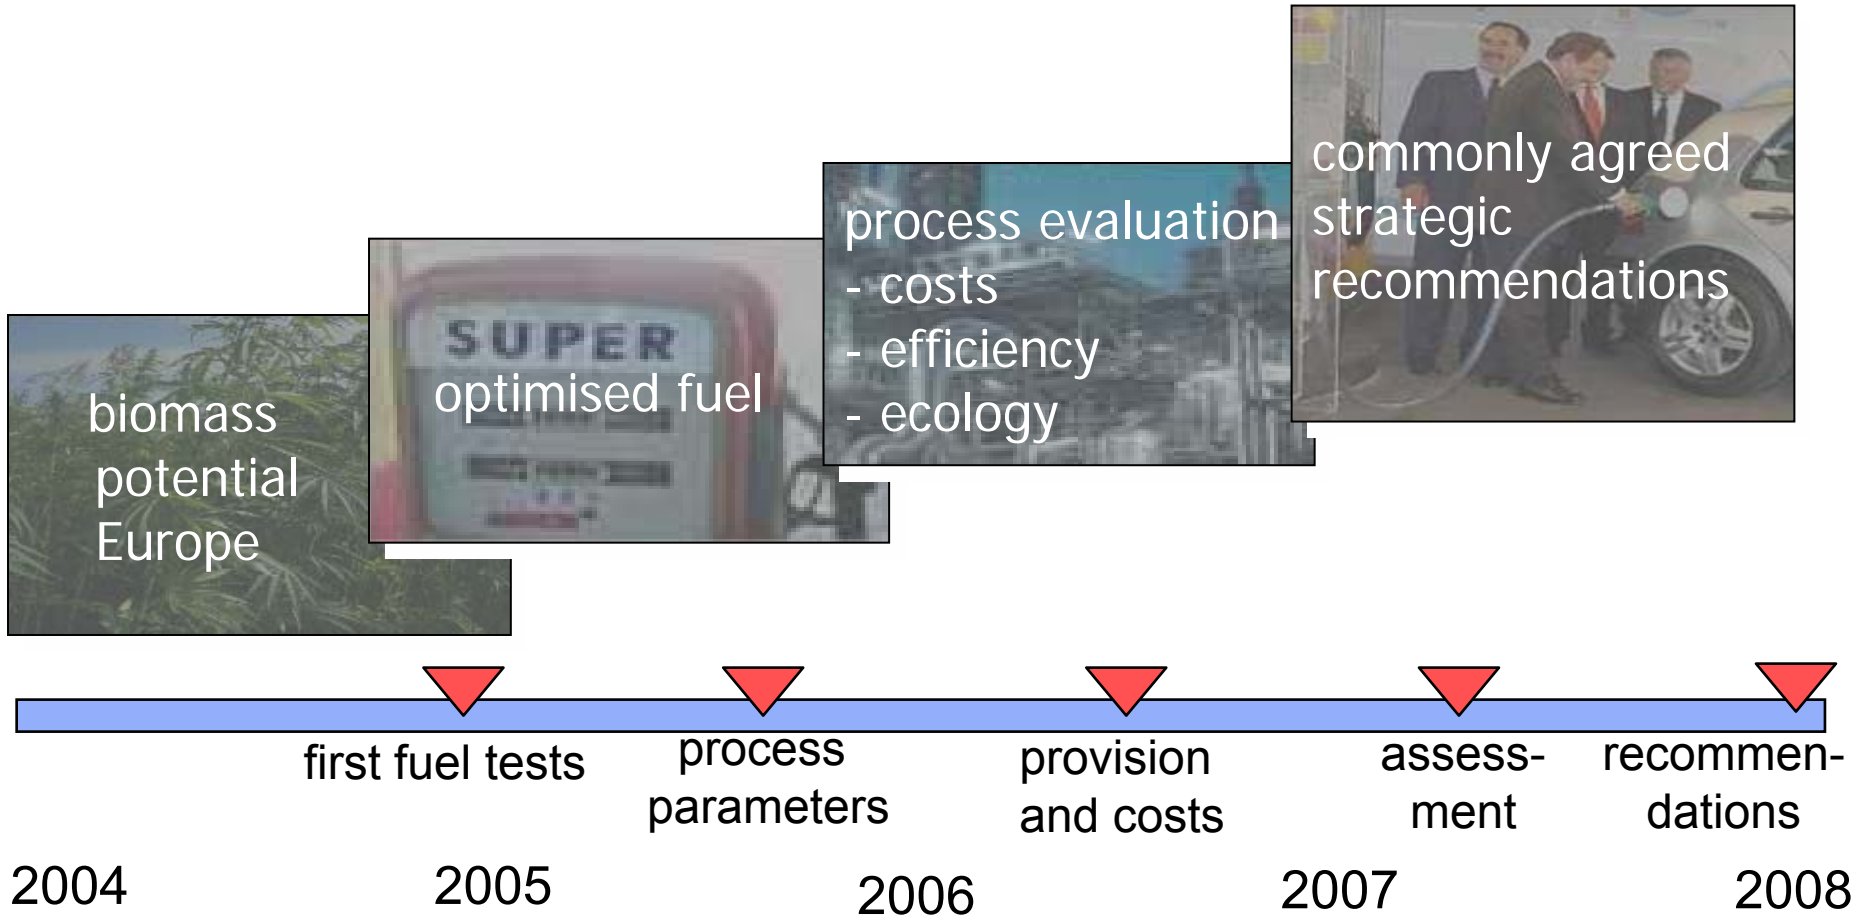 biomass
potential
Europe
SUPER
optimised fuel
process evaluation
- costs
- efficiency
- ecology
commonly agreed
strategic
recommendations
first fuel tests
process
parameters
provision
and costs
assess-
ment
recommen-
dations
2004
2005
2006
2007
2008